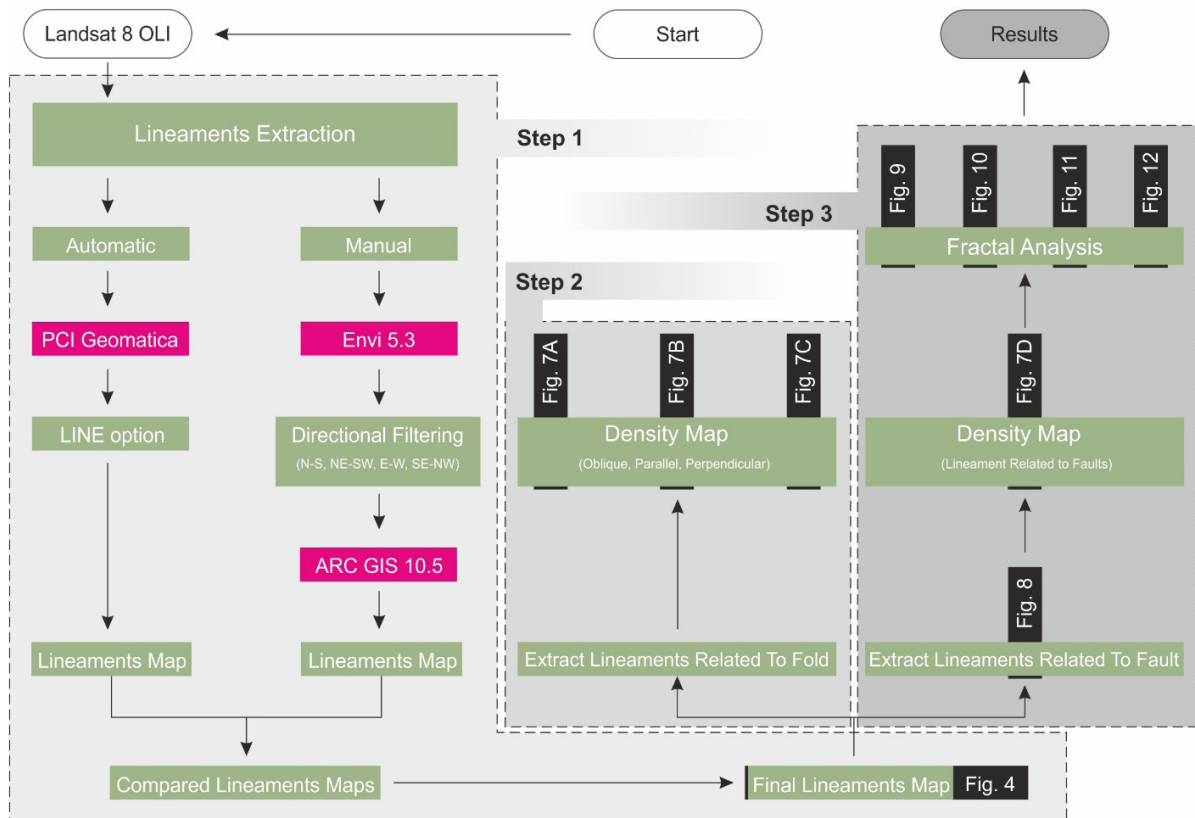 Landsat 8 OLI
Start
Results
Lineaments Extraction
Step 1
Automatic
Manual
PCI Geomatica
Envi 5.3
LINE option
Directional Filtering
(N-S, NE-SW, E-W, SE-NW)
ARC GIS 10.5
Lineaments Map
Lineaments Map
Compared Lineaments Maps
Final Lineaments Map
Fig. 4
Step 2
Fig. 7A
Fig. 7B
Fig. 7C
Density Map
(Oblique, Parallel, Perpendicular)
Extract Lineaments Related To Fold
Step 3
Fig. 9
Fig. 10
Fig. 11
Fig. 12
Fractal Analysis
Fig. 7D
Density Map
(Lineament Related to Faults)
Fig. 8
Extract Lineaments Related To Fault